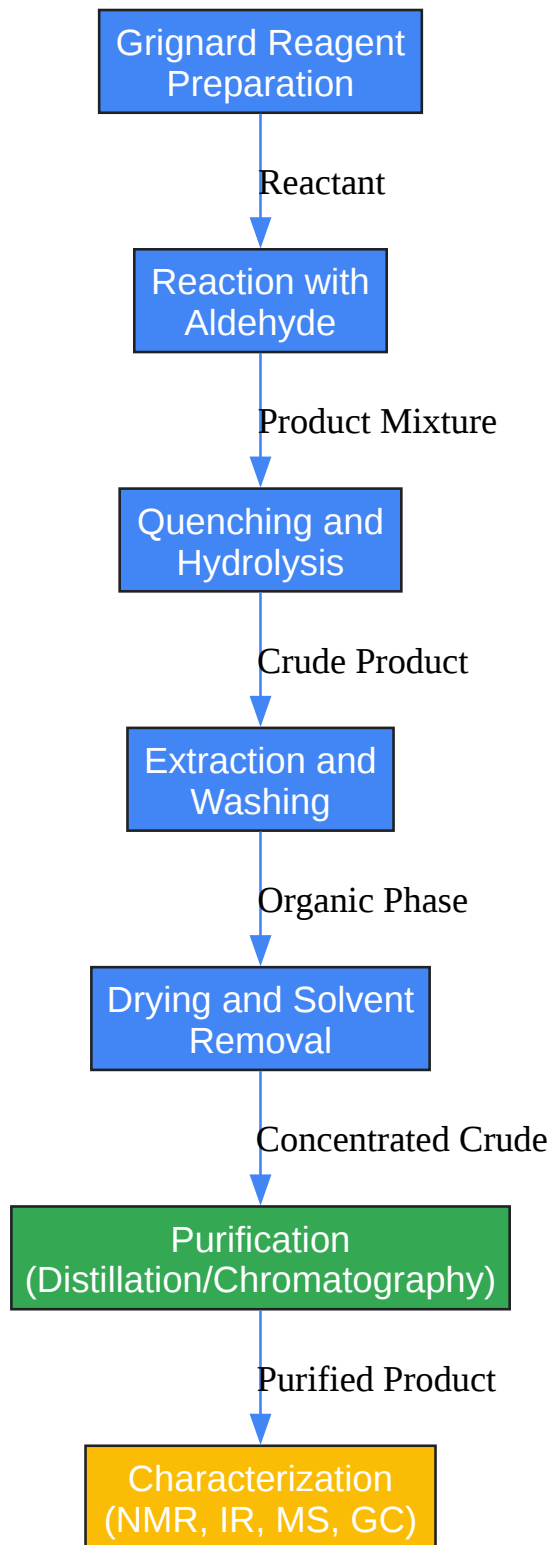 Grignard Reagent
Preparation
Reactant
Reaction with
Aldehyde
Product Mixture
Quenching and
Hydrolysis
Crude Product
Extraction and
Washing
Organic Phase
Drying and Solvent
Removal
Concentrated Crude
Purification
(Distillation/Chromatography)
Purified Product
Characterization
(NMR, IR, MS, GC)